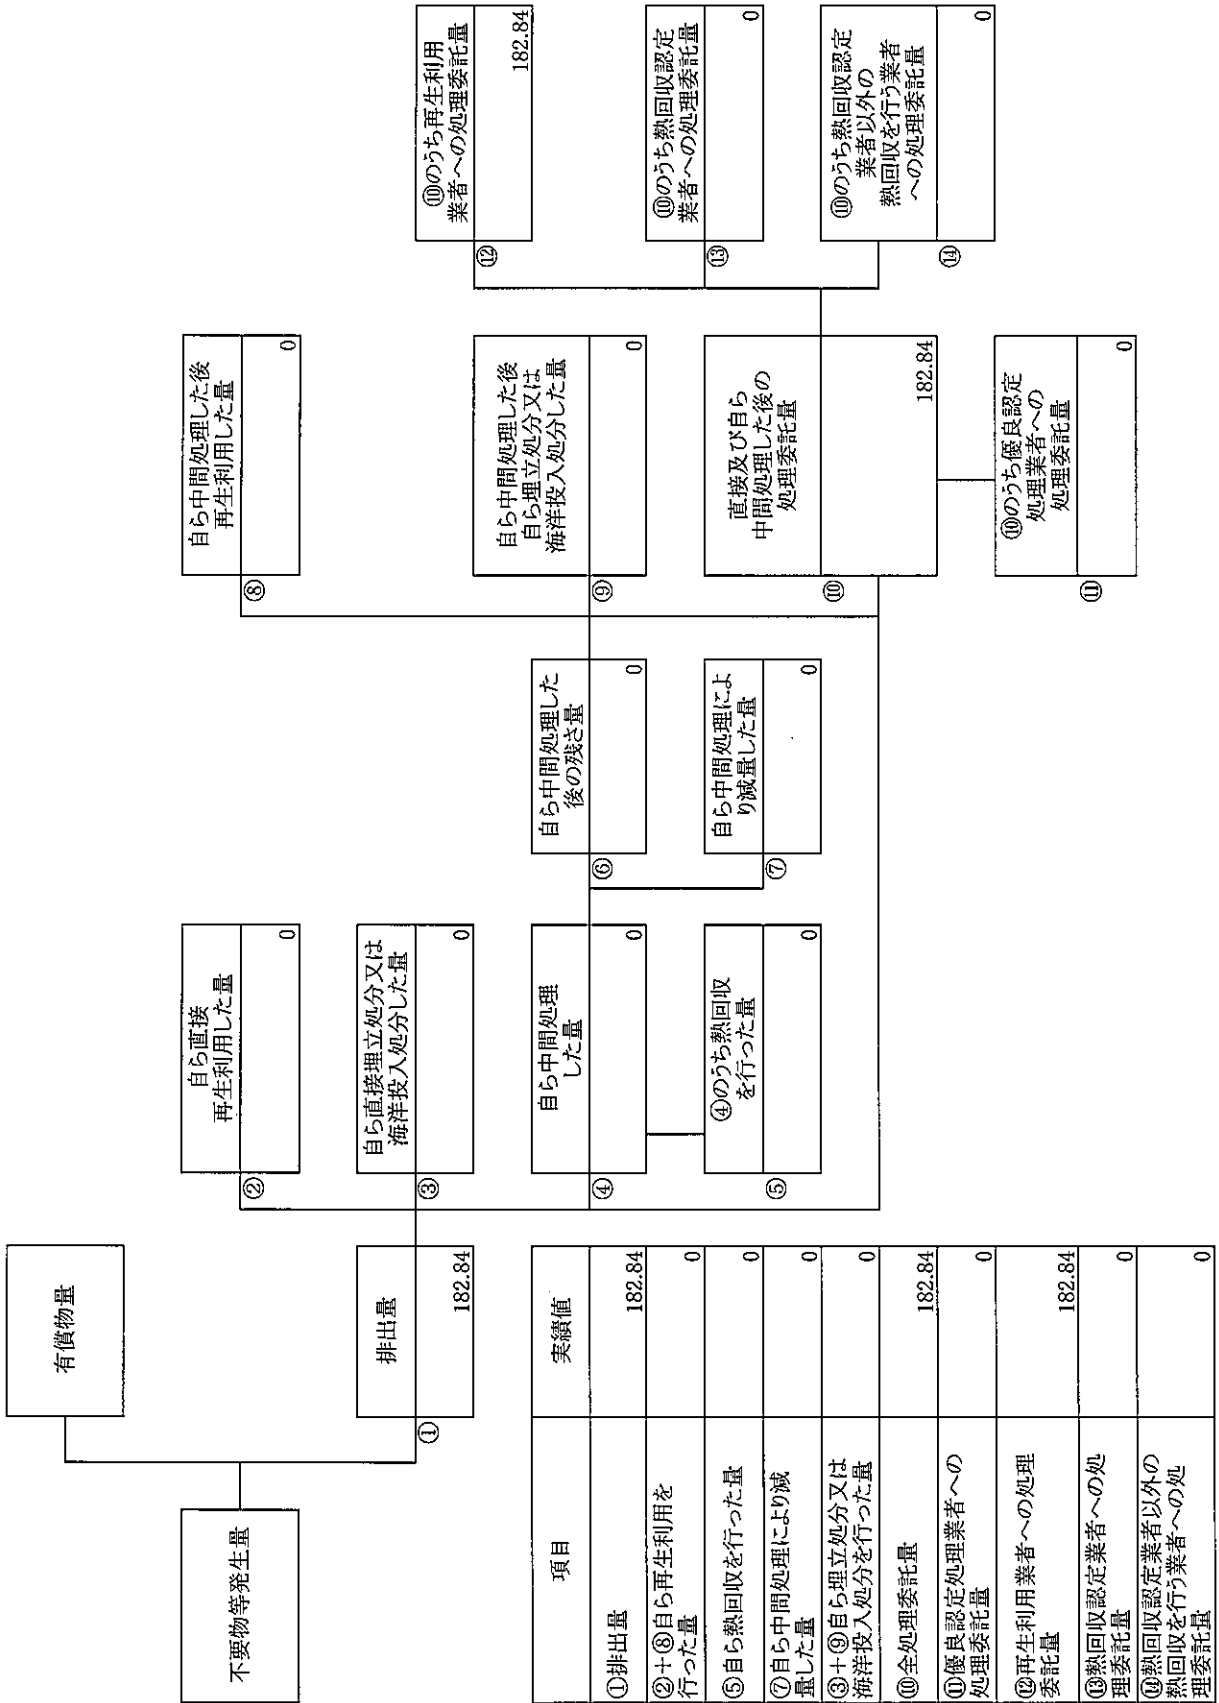 不要物等発生量
有償物量
排出量
①
182.84
自ら直接
再生利用した量
②
0
自ら直接埋立処分又は
海洋投入処分した量
③
0
自ら中間処理
した量
④
0
④のうち熱回収
を行った量
⑤
0
自ら中間処理した
後の残さ量
⑥
0
自ら中間処理によ
り減量した量
⑦
0
自ら中間処理した後
再生利用した量
⑧
0
自ら中間処理した後
自ら埋立処分又は
海洋投入処分した量
⑨
0
直接及び自ら
中間処理した後の
処理委託量
⑩
182.84
⑩のうち優良認定
処理業者への
処理委託量
⑪
0
⑩のうち再生利用
業者への処理委託量
⑫
182.84
⑩のうち熱回収認定
業者への処理委託量
⑬
0
⑩のうち熱回収認定
業者以外の
熱回収を行う業者
への処理委託量
⑭
0
項目 実績値
①排出量 182.84
②+⑧自ら再生利用を
行った量 0
⑤自ら熱回収を行った量 0
⑦自ら中間処理により減
量した量 0
③+⑨自ら埋立処分又は
海洋投入処分を行った量 0
⑩全処理委託量 182.84
⑪優良認定処理業者への
処理委託量 0
⑫再生利用業者への処理
委託量 182.84
⑬熱回収認定業者への処
理委託量 0
⑭熱回収認定業者以外の
熱回収を行う業者への処
理委託量 0